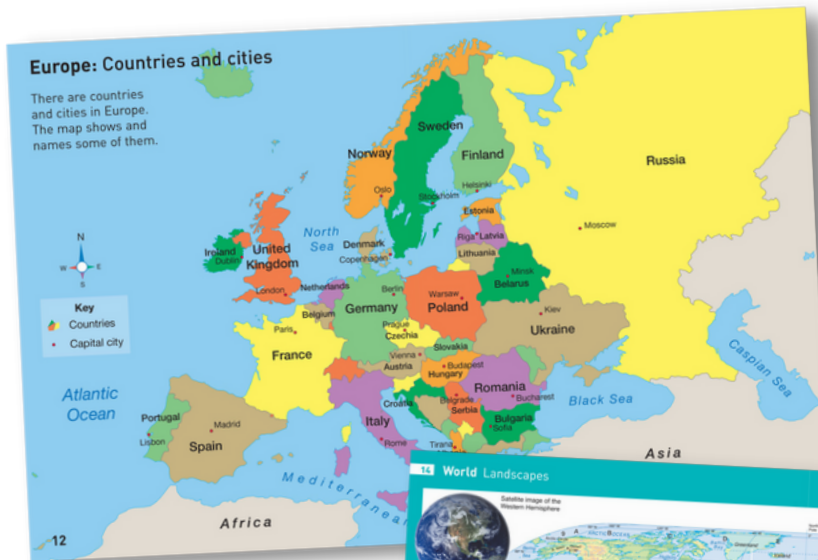 Europe: Countries and cities
There are countries
and cities in Europe.
The map shows and
names some of them.
Sweden
Norway
Finland
Russia
Oslo
Helsinki
Stockholm
Estonia
Moscow
North
Sea
Riga
Latvia
Denmark
Lithuania
Copenhagen
Ireland
Dublin
United
Kingdom
N
W
E
S
Minsk
Belarus
Netherlands
Berlin
London
Warsaw
Poland
Key
Countries
Capital city
Germany
Belgium
Kiev
Ukraine
Prague
Czechia
Paris
France
Slovakia
Vienna
Austria
Budapest
Hungary
Caspian Sea
Romania
Croatia
Belgrade
Serbia
Bucharest
Black Sea
Atlantic
Ocean
Portugal
Madrid
Italy
Bulgaria
Sofia
Lisbon
Spain
Rome
Tirana
Asia
Mediterranean
Africa
12
14 World Landscapes
Satellite image of the
Western Hemisphere